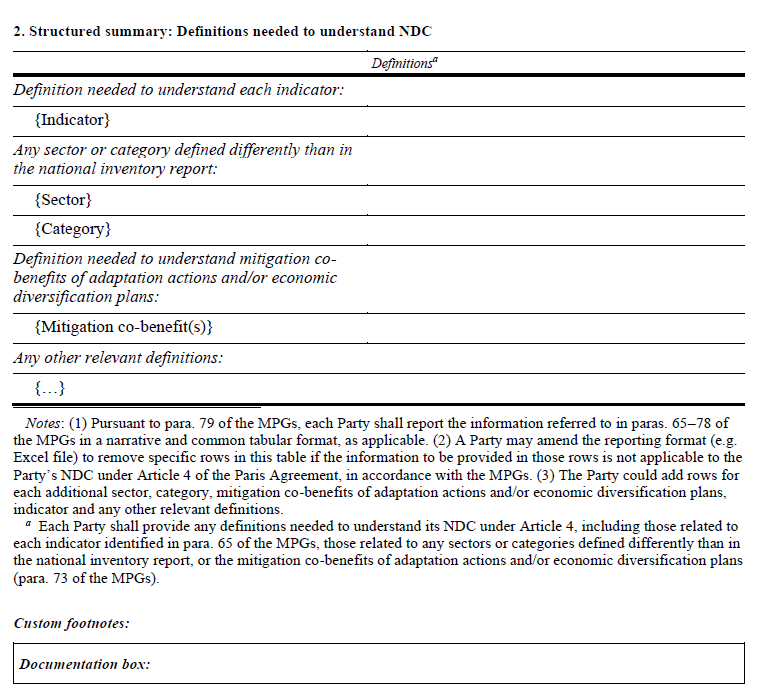 2. Structured summary: Definitions needed to understand NDC
Definitionsa
Definition needed to understand each indicator:
{Indicator}
Any sector or category defined differently than in
the national inventory report:
{Sector}
{Category}
Definition needed to understand mitigation co-
benefits of adaptation actions and/or economic
diversification plans:
{Mitigation co-benefit(s)}
Any other relevant definitions:
{…}
Notes: (1) Pursuant to para. 79 of the MPGs, each Party shall report the information referred to in paras. 65–78 of
the MPGs in a narrative and common tabular format, as applicable. (2) A Party may amend the reporting format (e.g.
Excel file) to remove specific rows in this table if the information to be provided in those rows is not applicable to the
Party’s NDC under Article 4 of the Paris Agreement, in accordance with the MPGs. (3) The Party could add rows for
each additional sector, category, mitigation co-benefits of adaptation actions and/or economic diversification plans,
indicator and any other relevant definitions.
a Each Party shall provide any definitions needed to understand its NDC under Article 4, including those related to
each indicator identified in para. 65 of the MPGs, those related to any sectors or categories defined differently than in
the national inventory report, or the mitigation co-benefits of adaptation actions and/or economic diversification plans
(para. 73 of the MPGs).
Custom footnotes:
Documentation box: